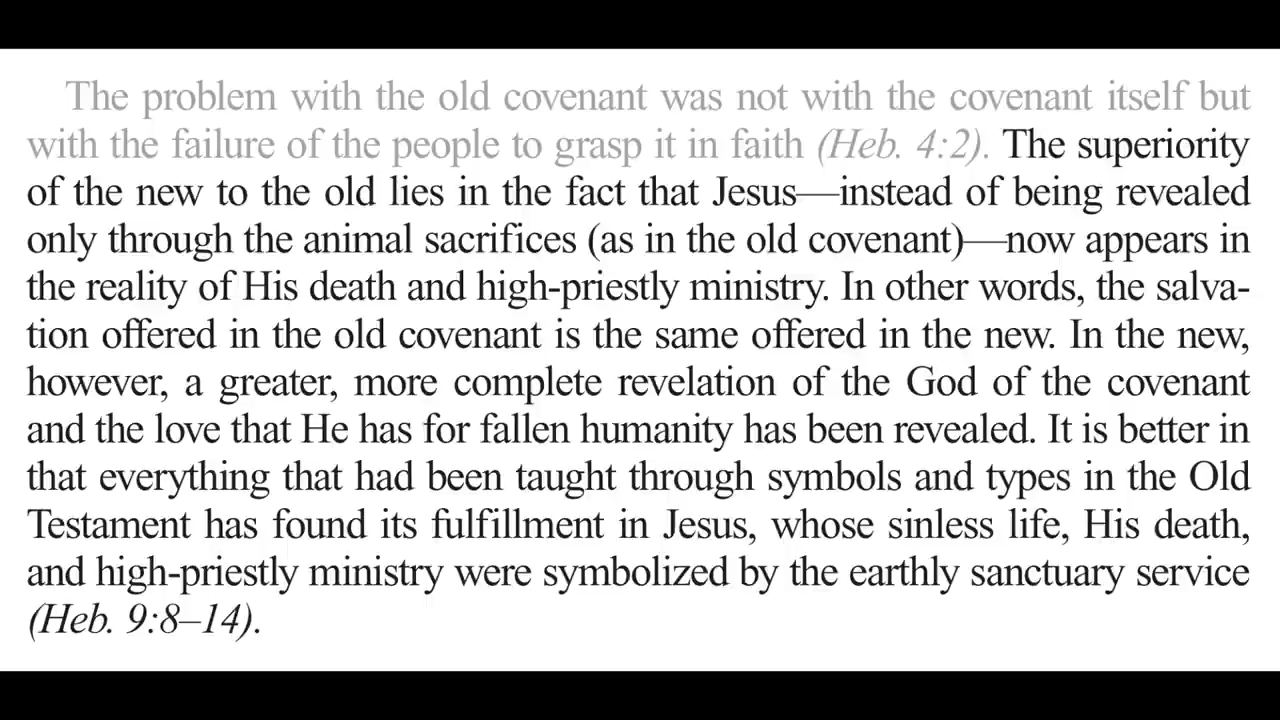 The problem with the old covenant was not with the covenant itself but
with the failure of the people to grasp it in faith (Heb. 4:2). The superiority
of the new to the old lies in the fact that Jesus—instead of being revealed
only through the animal sacrifices (as in the old covenant)—now appears in
the reality of His death and high-priestly ministry. In other words, the salva-
tion offered in the old covenant is the same offered in the new. In the new,
however, a greater, more complete revelation of the God of the covenant
and the love that He has for fallen humanity has been revealed. It is better in
that everything that had been taught through symbols and types in the Old
Testament has found its fulfillment in Jesus, whose sinless life, His death,
and high-priestly ministry were symbolized by the earthly sanctuary service
(Heb. 9:8–14).